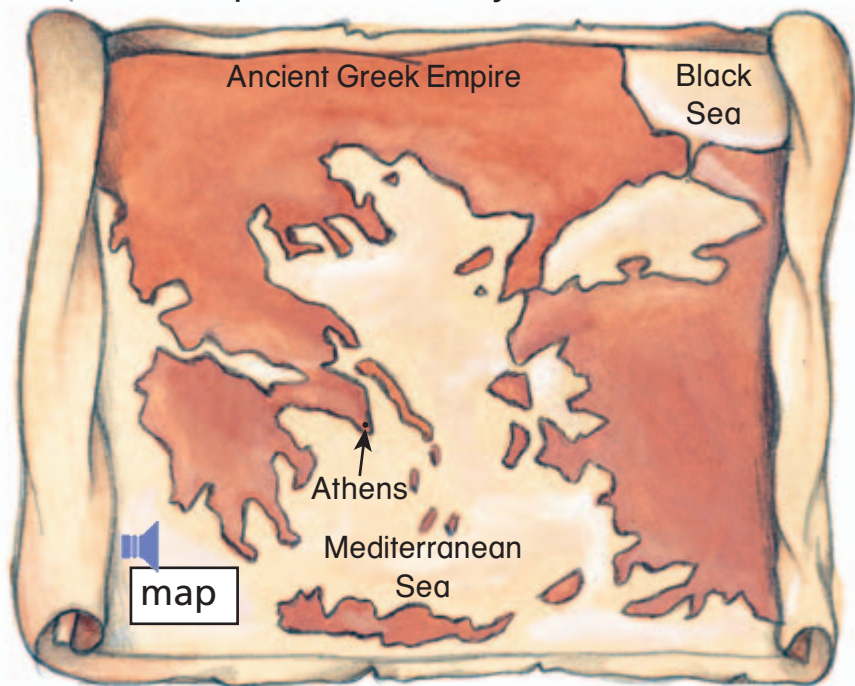 Ancient Greek Empire
Black
Sea
Athens
Mediterranean
Sea
map